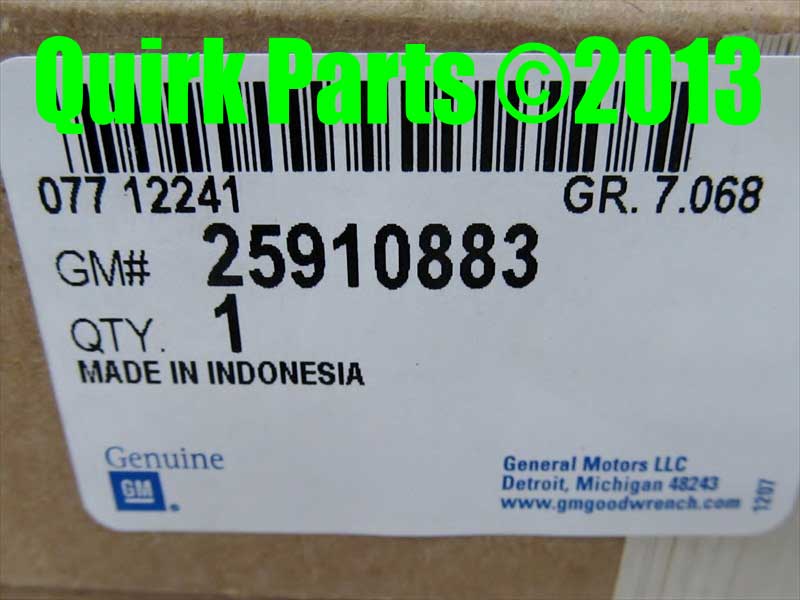 Quirk Parts ©2013
077 12241 GR. 7.068
GM# 25910883
QTY. 1
MADE IN INDONESIA
Genuine
GM
General Motors LLC
Detroit, Michigan 48243
www.gmgoodwrench.com
1207